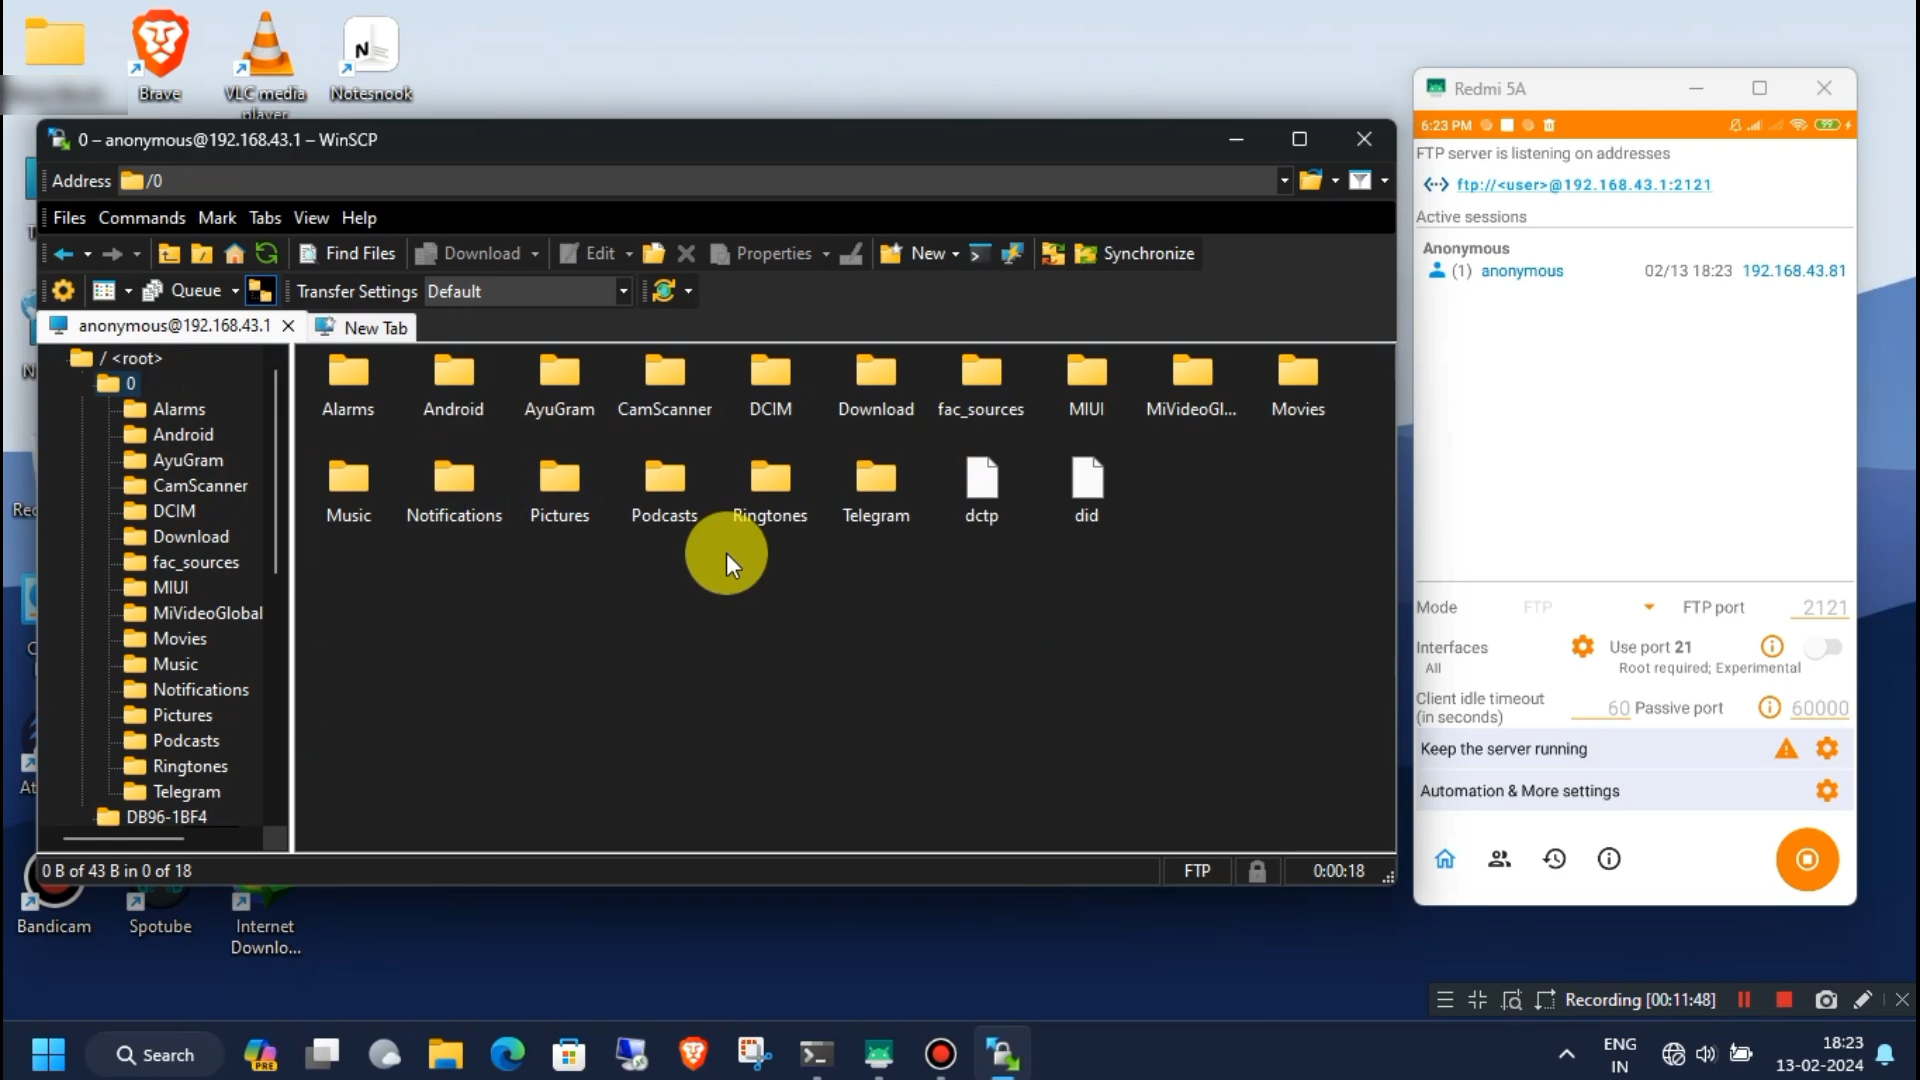 Brave
VLC media player
Notesnook
0 – anonymous@192.168.43.1 – WinSCP
Address /0
Files Commands Mark Tabs View Help
Find Files Download Edit Properties New Synchronize
Queue Transfer Settings Default
anonymous@192.168.43.1 New Tab
/ <root>
0
Alarms
Android
AyuGram
CamScanner
DCIM
Download
fac_sources
MIUI
MiVideoGlobal
Movies
Music
Notifications
Pictures
Podcasts
Ringtones
Telegram
DB96-1BF4
Alarms Android AyuGram CamScanner DCIM Download fac_sources MIUI MiVideoGl... Movies
Music Notifications Pictures Podcasts Ringtones Telegram dctp did
0 B of 43 B in 0 of 18 FTP 0:00:18
Redmi 5A
6:23 PM 99
FTP server is listening on addresses
ftp://<user>@192.168.43.1:2121
Active sessions
Anonymous
(1) anonymous 02/13 18:23 192.168.43.81
Mode FTP FTP port 2121
Interfaces Use port 21
All Root required; Experimental
Client idle timeout
(in seconds) 60 Passive port 60000
Keep the server running
Automation & More settings
Bandicam
Spotube
Internet
Downlo...
Recording [00:11:48]
Search
PRE
ENG
IN
18:23
13-02-2024